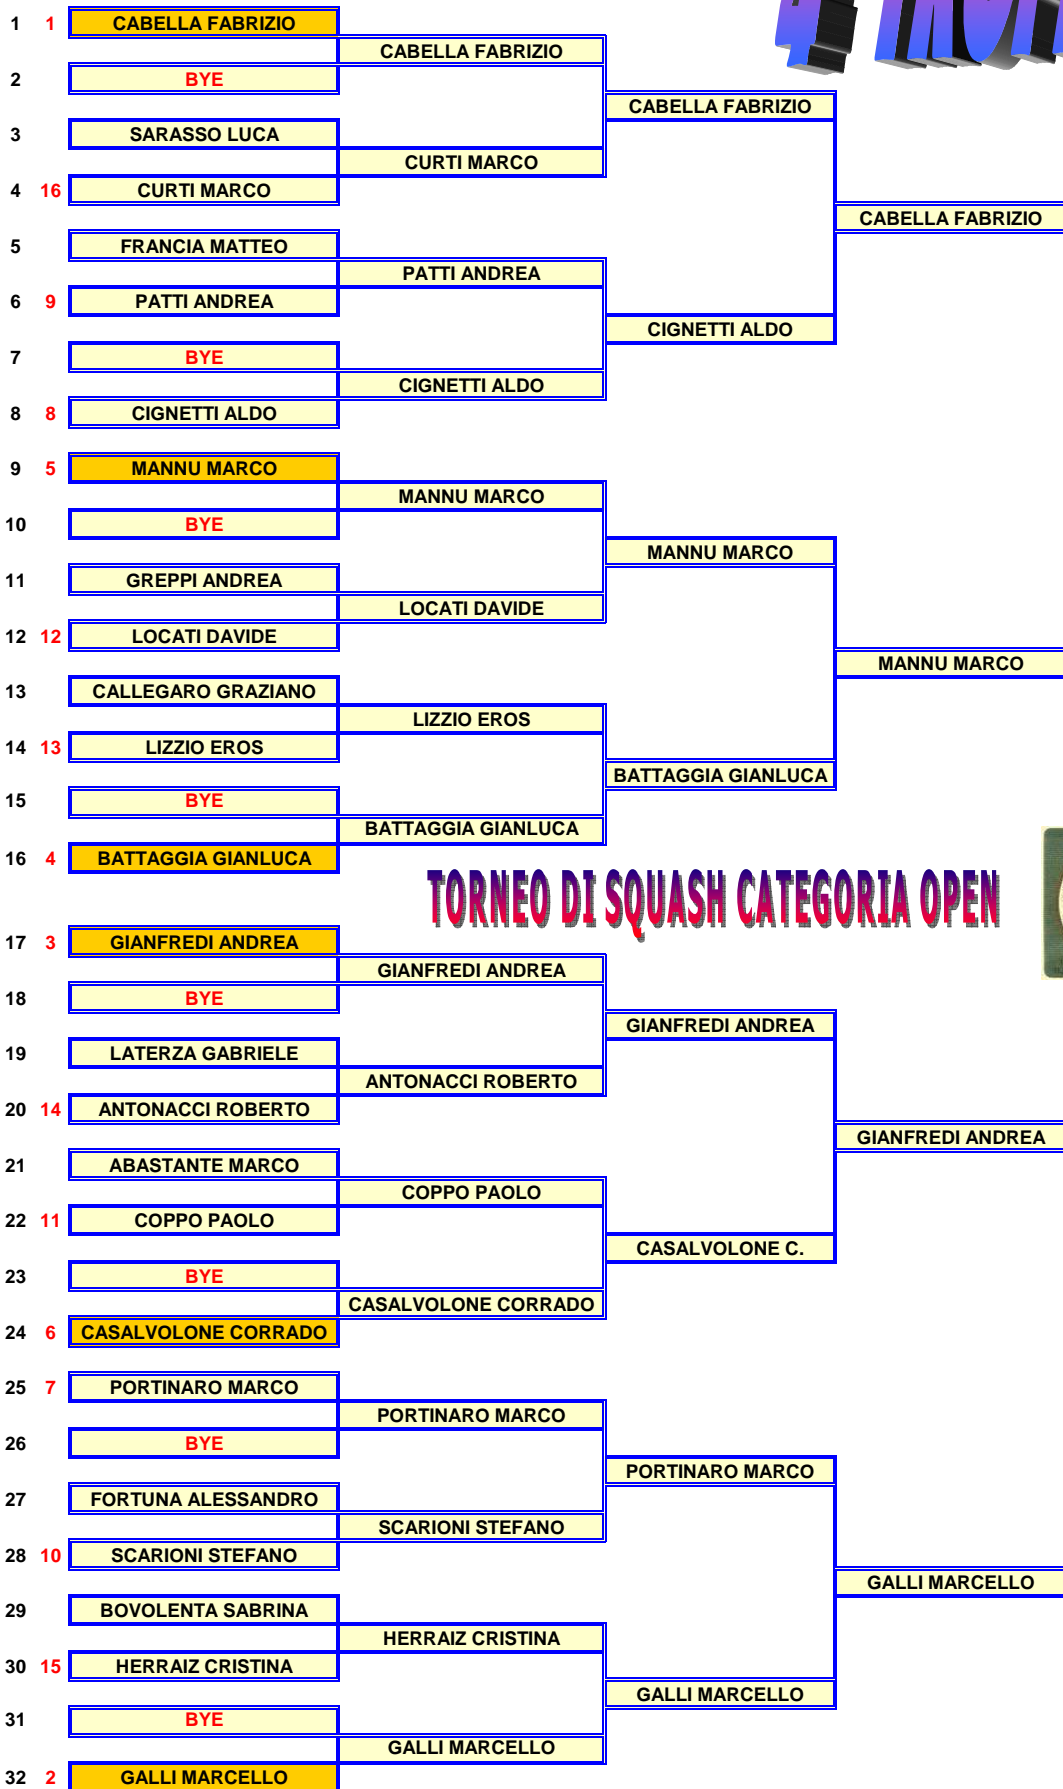 1 1 CABELLA FABRIZIO
CABELLA FABRIZIO
2 BYE
CABELLA FABRIZIO
3 SARASSO LUCA
CURTI MARCO
4 16 CURTI MARCO
CABELLA FABRIZIO
5 FRANCIA MATTEO
PATTI ANDREA
6 9 PATTI ANDREA
CIGNETTI ALDO
7 BYE
CIGNETTI ALDO
8 8 CIGNETTI ALDO
9 5 MANNU MARCO
MANNU MARCO
10 BYE
MANNU MARCO
11 GREPPI ANDREA
LOCATI DAVIDE
12 12 LOCATI DAVIDE
MANNU MARCO
13 CALLEGARO GRAZIANO
LIZZIO EROS
14 13 LIZZIO EROS
BATTAGGIA GIANLUCA
15 BYE
BATTAGGIA GIANLUCA
16 4 BATTAGGIA GIANLUCA
TORNEO DI SQUASH CATEGORIA OPEN
17 3 GIANFREDI ANDREA
GIANFREDI ANDREA
18 BYE
GIANFREDI ANDREA
19 LATERZA GABRIELE
ANTONACCI ROBERTO
20 14 ANTONACCI ROBERTO
GIANFREDI ANDREA
21 ABASTANTE MARCO
COPPO PAOLO
22 11 COPPO PAOLO
CASALVOLONE C.
23 BYE
CASALVOLONE CORRADO
24 6 CASALVOLONE CORRADO
25 7 PORTINARO MARCO
PORTINARO MARCO
26 BYE
PORTINARO MARCO
27 FORTUNA ALESSANDRO
SCARIONI STEFANO
28 10 SCARIONI STEFANO
GALLI MARCELLO
29 BOVOLENTA SABRINA
HERRAIZ CRISTINA
30 15 HERRAIZ CRISTINA
GALLI MARCELLO
31 BYE
GALLI MARCELLO
32 2 GALLI MARCELLO